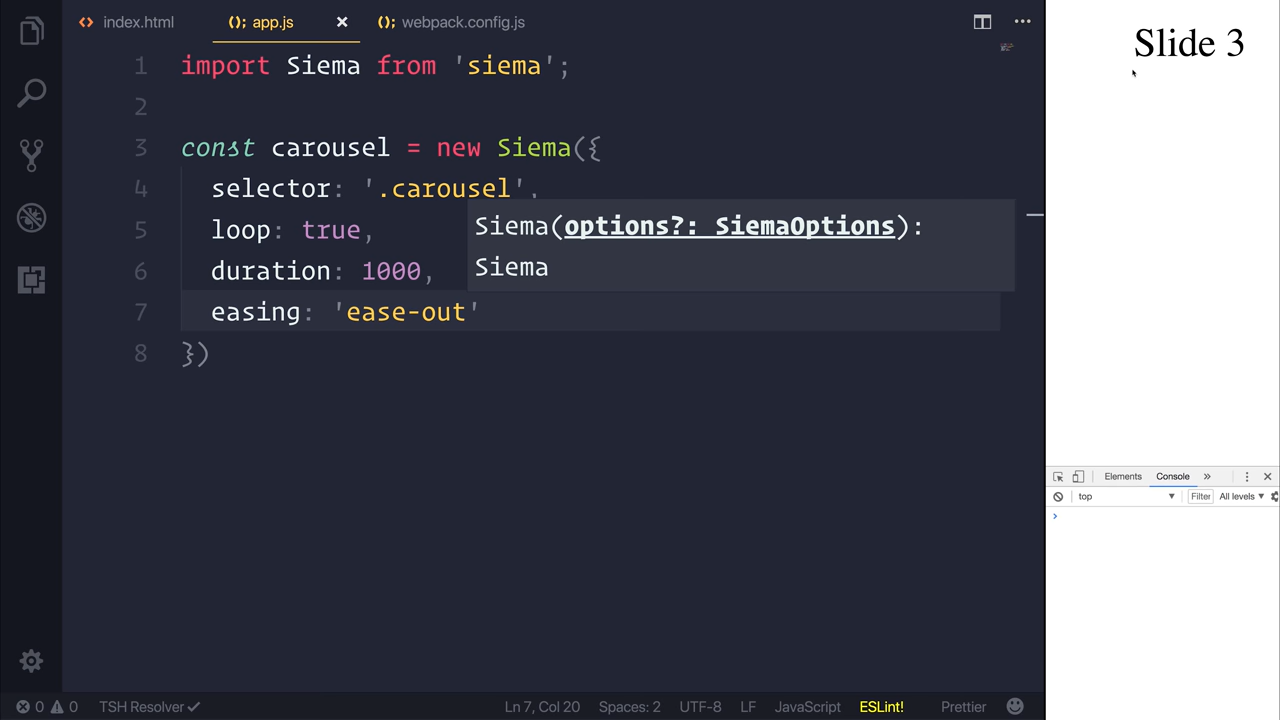 index.html
(); app.js
(); webpack.config.js
1 import Siema from 'siema';
2
3 const carousel = new Siema({
4 selector: '.carousel',
5 loop: true,
6 duration: 1000,
7 easing: 'ease-out'
8 })
Siema(options?: SiemaOptions):
Siema
0 0 TSH Resolver
Ln 7, Col 20 Spaces: 2 UTF-8 LF JavaScript ESLint! Prettier
Slide 3
Elements Console »
top Filter All levels